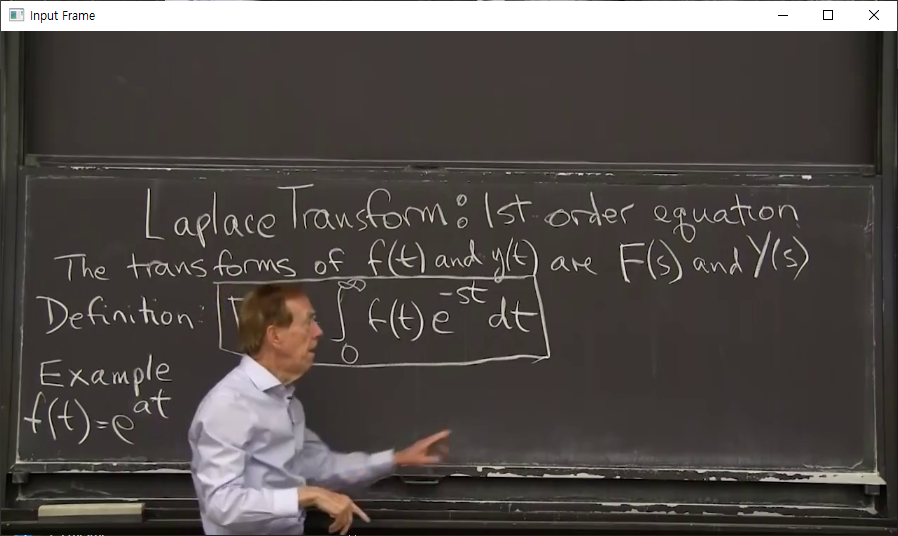 Input Frame
Laplace Transform: 1st order equation
The transforms of f(t) and y(t) are F(s) and Y(s)
Definition: ∫₀^∞ f(t) e^{-st} dt
Example
f(t)=e^{at}